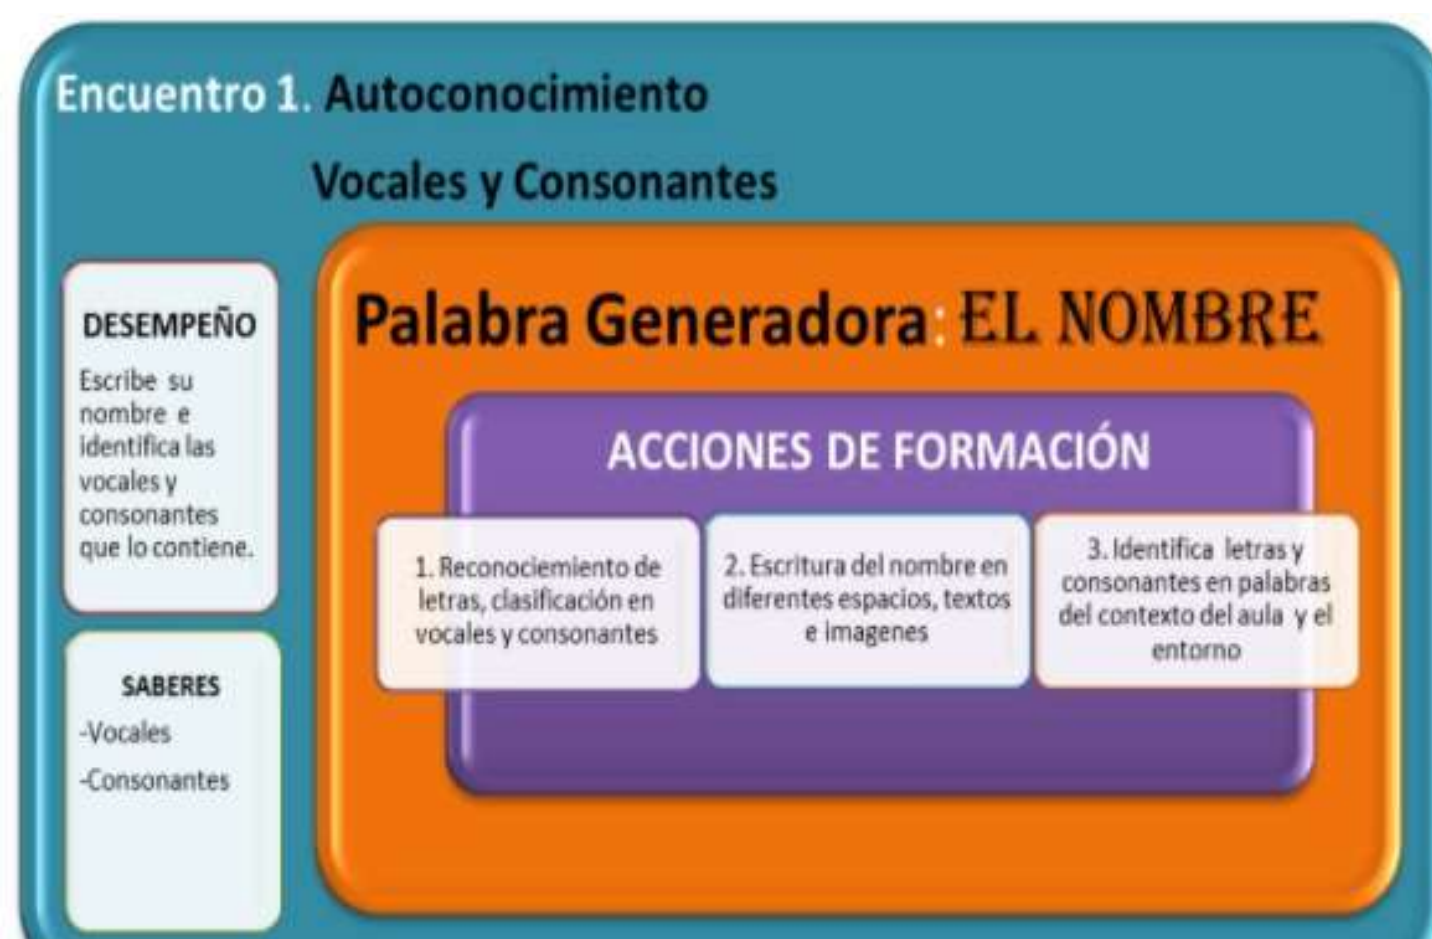 Encuentro 1. Autoconocimiento
Vocales y Consonantes
DESEMPEÑO
Escribe su
nombre e
identifica las
vocales y
consonantes
que lo contiene.
SABERES
-Vocales
-Consonantes
Palabra Generadora: EL NOMBRE
ACCIONES DE FORMACIÓN
1. Reconociemiento de
letras, clasificación en
vocales y consonantes
2. Escritura del nombre en
diferentes espacios, textos
e imagenes
3. Identifica letras y
consonantes en palabras
del contexto del aula y el
entorno